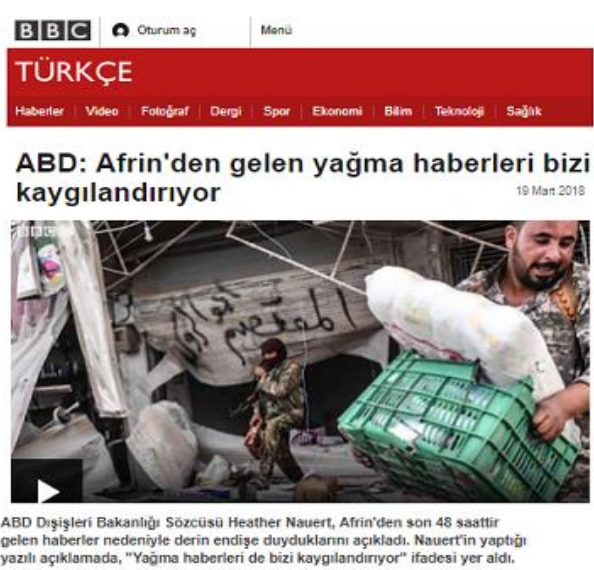 BBC Oturum aç Menü
TÜRKÇE
Haberler Video Fotoğraf Dergi Spor Ekonomi Bilim Teknoloji Sağlık
ABD: Afrin'den gelen yağma haberleri bizi
kaygılandırıyor
19 Mart 2018
BBC
المعتصم
ABD Dışişleri Bakanlığı Sözcüsü Heather Nauert, Afrin'den son 48 saattir
gelen haberler nedeniyle derin endişe duyduklarını açıkladı. Nauert'in yaptığı
yazılı açıklamada, "Yağma haberleri de bizi kaygılandırıyor" ifadesi yer aldı.